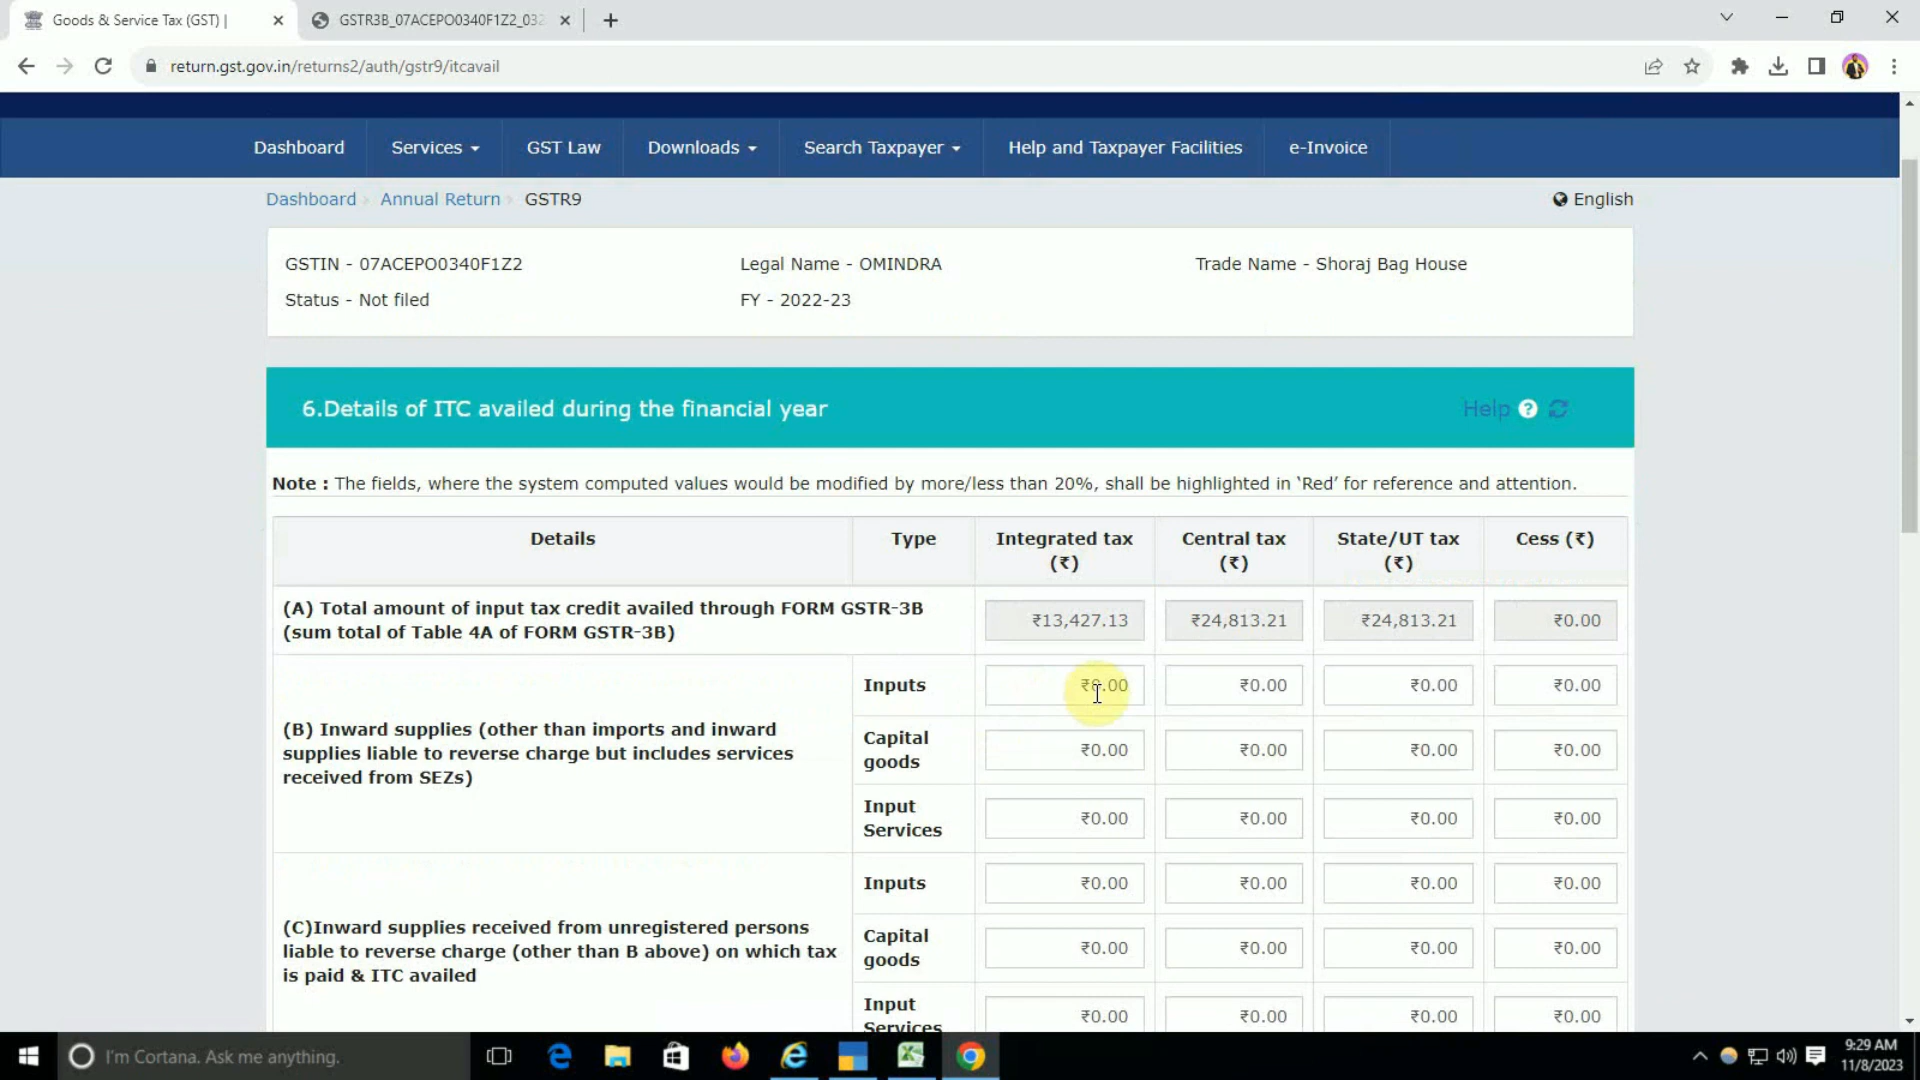 Goods & Service Tax (GST) |
GSTR3B_07ACEPO0340F1Z2_032
return.gst.gov.in/returns2/auth/gstr9/itcavail
Dashboard
Services
GST Law
Downloads
Search Taxpayer
Help and Taxpayer Facilities
e-Invoice
Dashboard
Annual Return
GSTR9
English
GSTIN - 07ACEPO0340F1Z2
Legal Name - OMINDRA
Trade Name - Shoraj Bag House
Status - Not filed
FY - 2022-23
6.Details of ITC availed during the financial year
Help ?
Note : The fields, where the system computed values would be modified by more/less than 20%, shall be highlighted in ‘Red’ for reference and attention.
Details
Type
Integrated tax
(₹)
Central tax
(₹)
State/UT tax
(₹)
Cess (₹)
(A) Total amount of input tax credit availed through FORM GSTR-3B
(sum total of Table 4A of FORM GSTR-3B)
₹13,427.13
₹24,813.21
₹24,813.21
₹0.00
(B) Inward supplies (other than imports and inward
supplies liable to reverse charge but includes services
received from SEZs)
Inputs
₹0.00
₹0.00
₹0.00
₹0.00
Capital
goods
₹0.00
₹0.00
₹0.00
₹0.00
Input
Services
₹0.00
₹0.00
₹0.00
₹0.00
(C)Inward supplies received from unregistered persons
liable to reverse charge (other than B above) on which tax
is paid & ITC availed
Inputs
₹0.00
₹0.00
₹0.00
₹0.00
Capital
goods
₹0.00
₹0.00
₹0.00
₹0.00
Input
Services
₹0.00
₹0.00
₹0.00
₹0.00
I'm Cortana. Ask me anything.
9:29 AM
11/8/2023